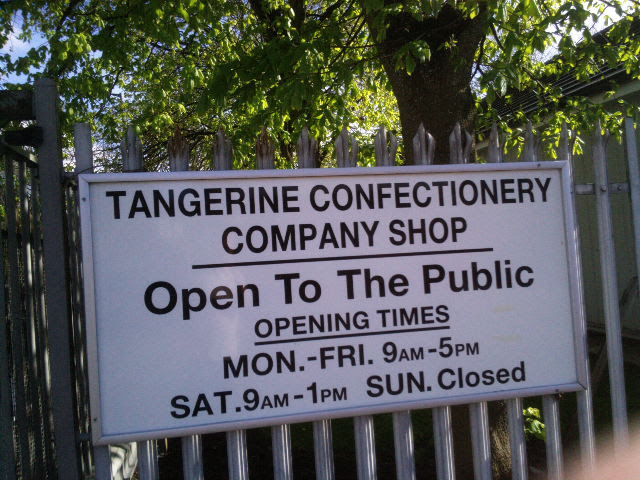 TANGERINE CONFECTIONERY
COMPANY SHOP
Open To The Public
OPENING TIMES
MON.-FRI. 9AM-5PM
SAT.9AM-1PM SUN. Closed